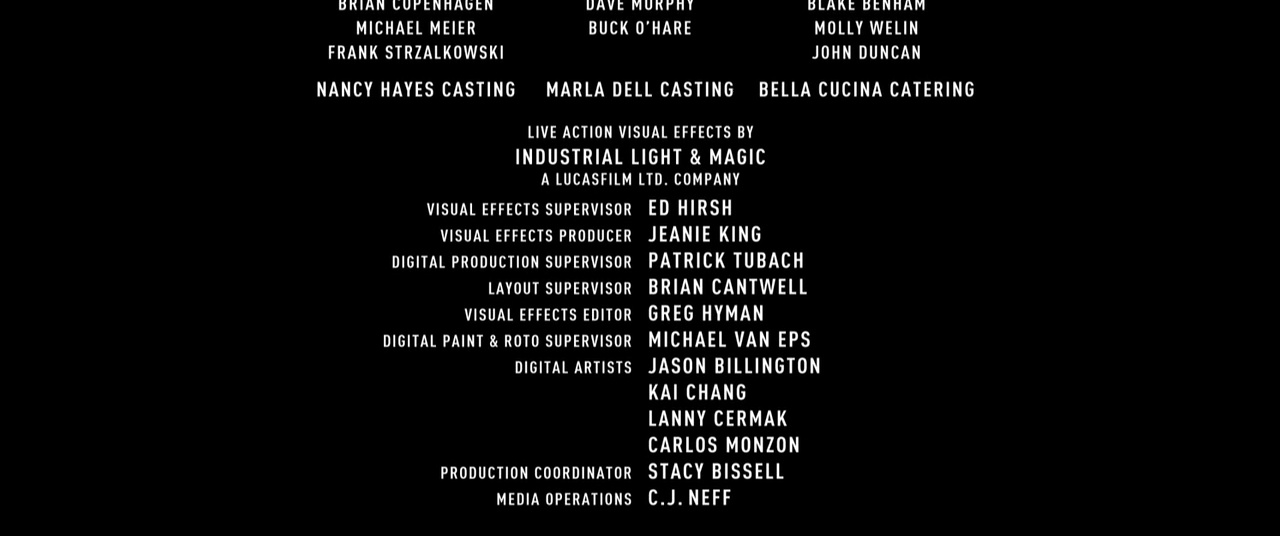 BRIAN COPENHAGEN DAVE MURPHY BLAKE BENHAM
MICHAEL MEIER BUCK O'HARE MOLLY WELIN
FRANK STRZALKOWSKI JOHN DUNCAN
NANCY HAYES CASTING MARLA DELL CASTING BELLA CUCINA CATERING
LIVE ACTION VISUAL EFFECTS BY
INDUSTRIAL LIGHT & MAGIC
A LUCASFILM LTD. COMPANY
VISUAL EFFECTS SUPERVISOR ED HIRSH
VISUAL EFFECTS PRODUCER JEANIE KING
DIGITAL PRODUCTION SUPERVISOR PATRICK TUBACH
LAYOUT SUPERVISOR BRIAN CANTWELL
VISUAL EFFECTS EDITOR GREG HYMAN
DIGITAL PAINT & ROTO SUPERVISOR MICHAEL VAN EPS
DIGITAL ARTISTS JASON BILLINGTON
KAI CHANG
LANNY CERMAK
CARLOS MONZON
PRODUCTION COORDINATOR STACY BISSELL
MEDIA OPERATIONS C.J. NEFF